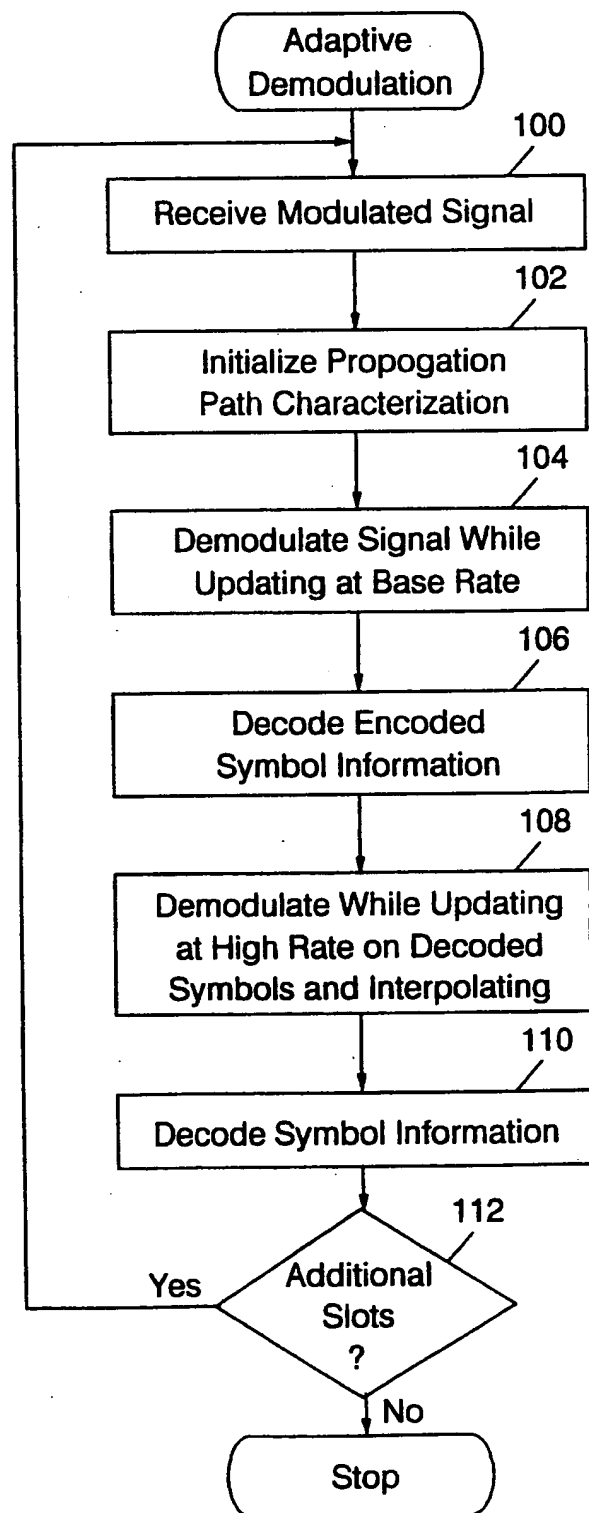 Adaptive
Demodulation
100
Receive Modulated Signal
102
Initialize Propogation
Path Characterization
104
Demodulate Signal While
Updating at Base Rate
106
Decode Encoded
Symbol Information
108
Demodulate While Updating
at High Rate on Decoded
Symbols and Interpolating
110
Decode Symbol Information
112
Additional
Slots
?
Yes
No
Stop